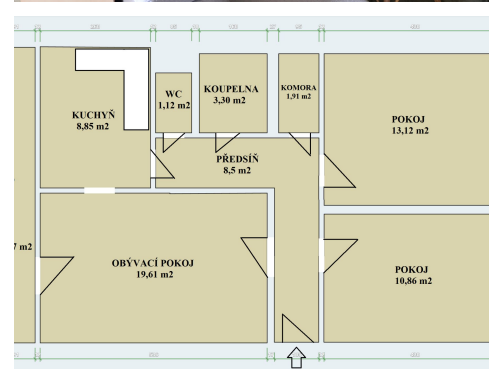 KUCHYŇ
8,85 m2
WC
1,12 m2
KOUPELNA
3,30 m2
KOMORA
1,91 m2
POKOJ
13,12 m2
PŘEDSÍŇ
8,5 m2
7 m2
OBÝVACÍ POKOJ
19,61 m2
POKOJ
10,86 m2